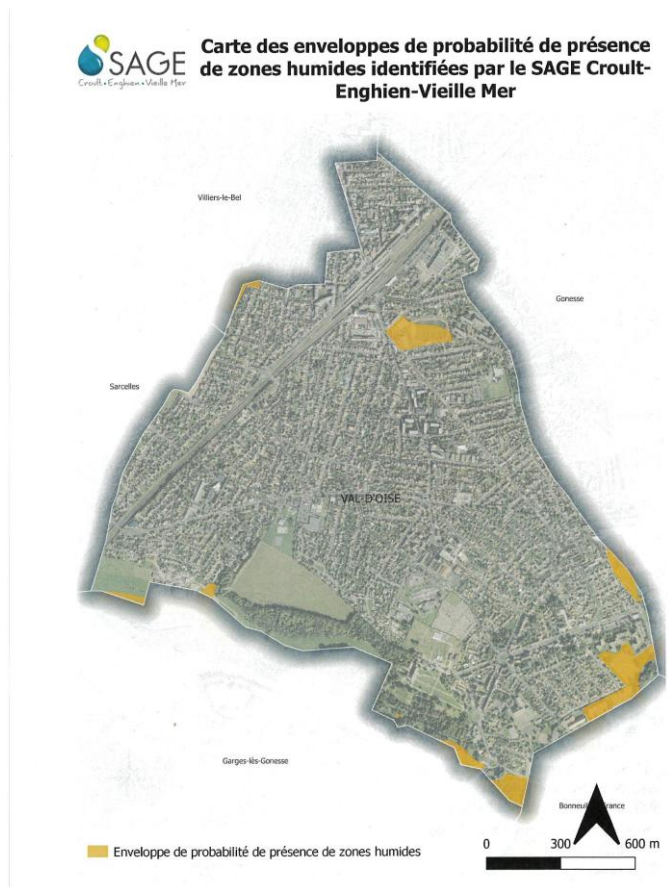 SAGE
Croult • Enghien • Vieille Mer
Carte des enveloppes de probabilité de présence
de zones humides identifiées par le SAGE Croult-
Enghien-Vieille Mer
Villiers-le-Bel
Gonesse
Sarcelles
VAL-D'OISE
Garges-lès-Gonesse
0 300 600 m
Enveloppe de probabilité de présence de zones humides